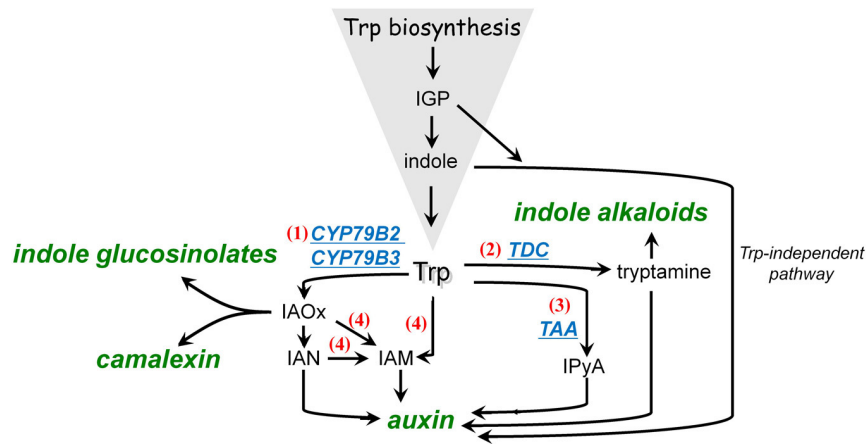 Trp biosynthesis
IGP
indole
indole alkaloids
(1) CYP79B2
CYP79B3
indole glucosinolates
Trp
(2) TDC
tryptamine
Trp-independent
pathway
IAOx
(4)
(4)
(3)
TAA
camalexin
IAN
(4)
IAM
IPyA
auxin